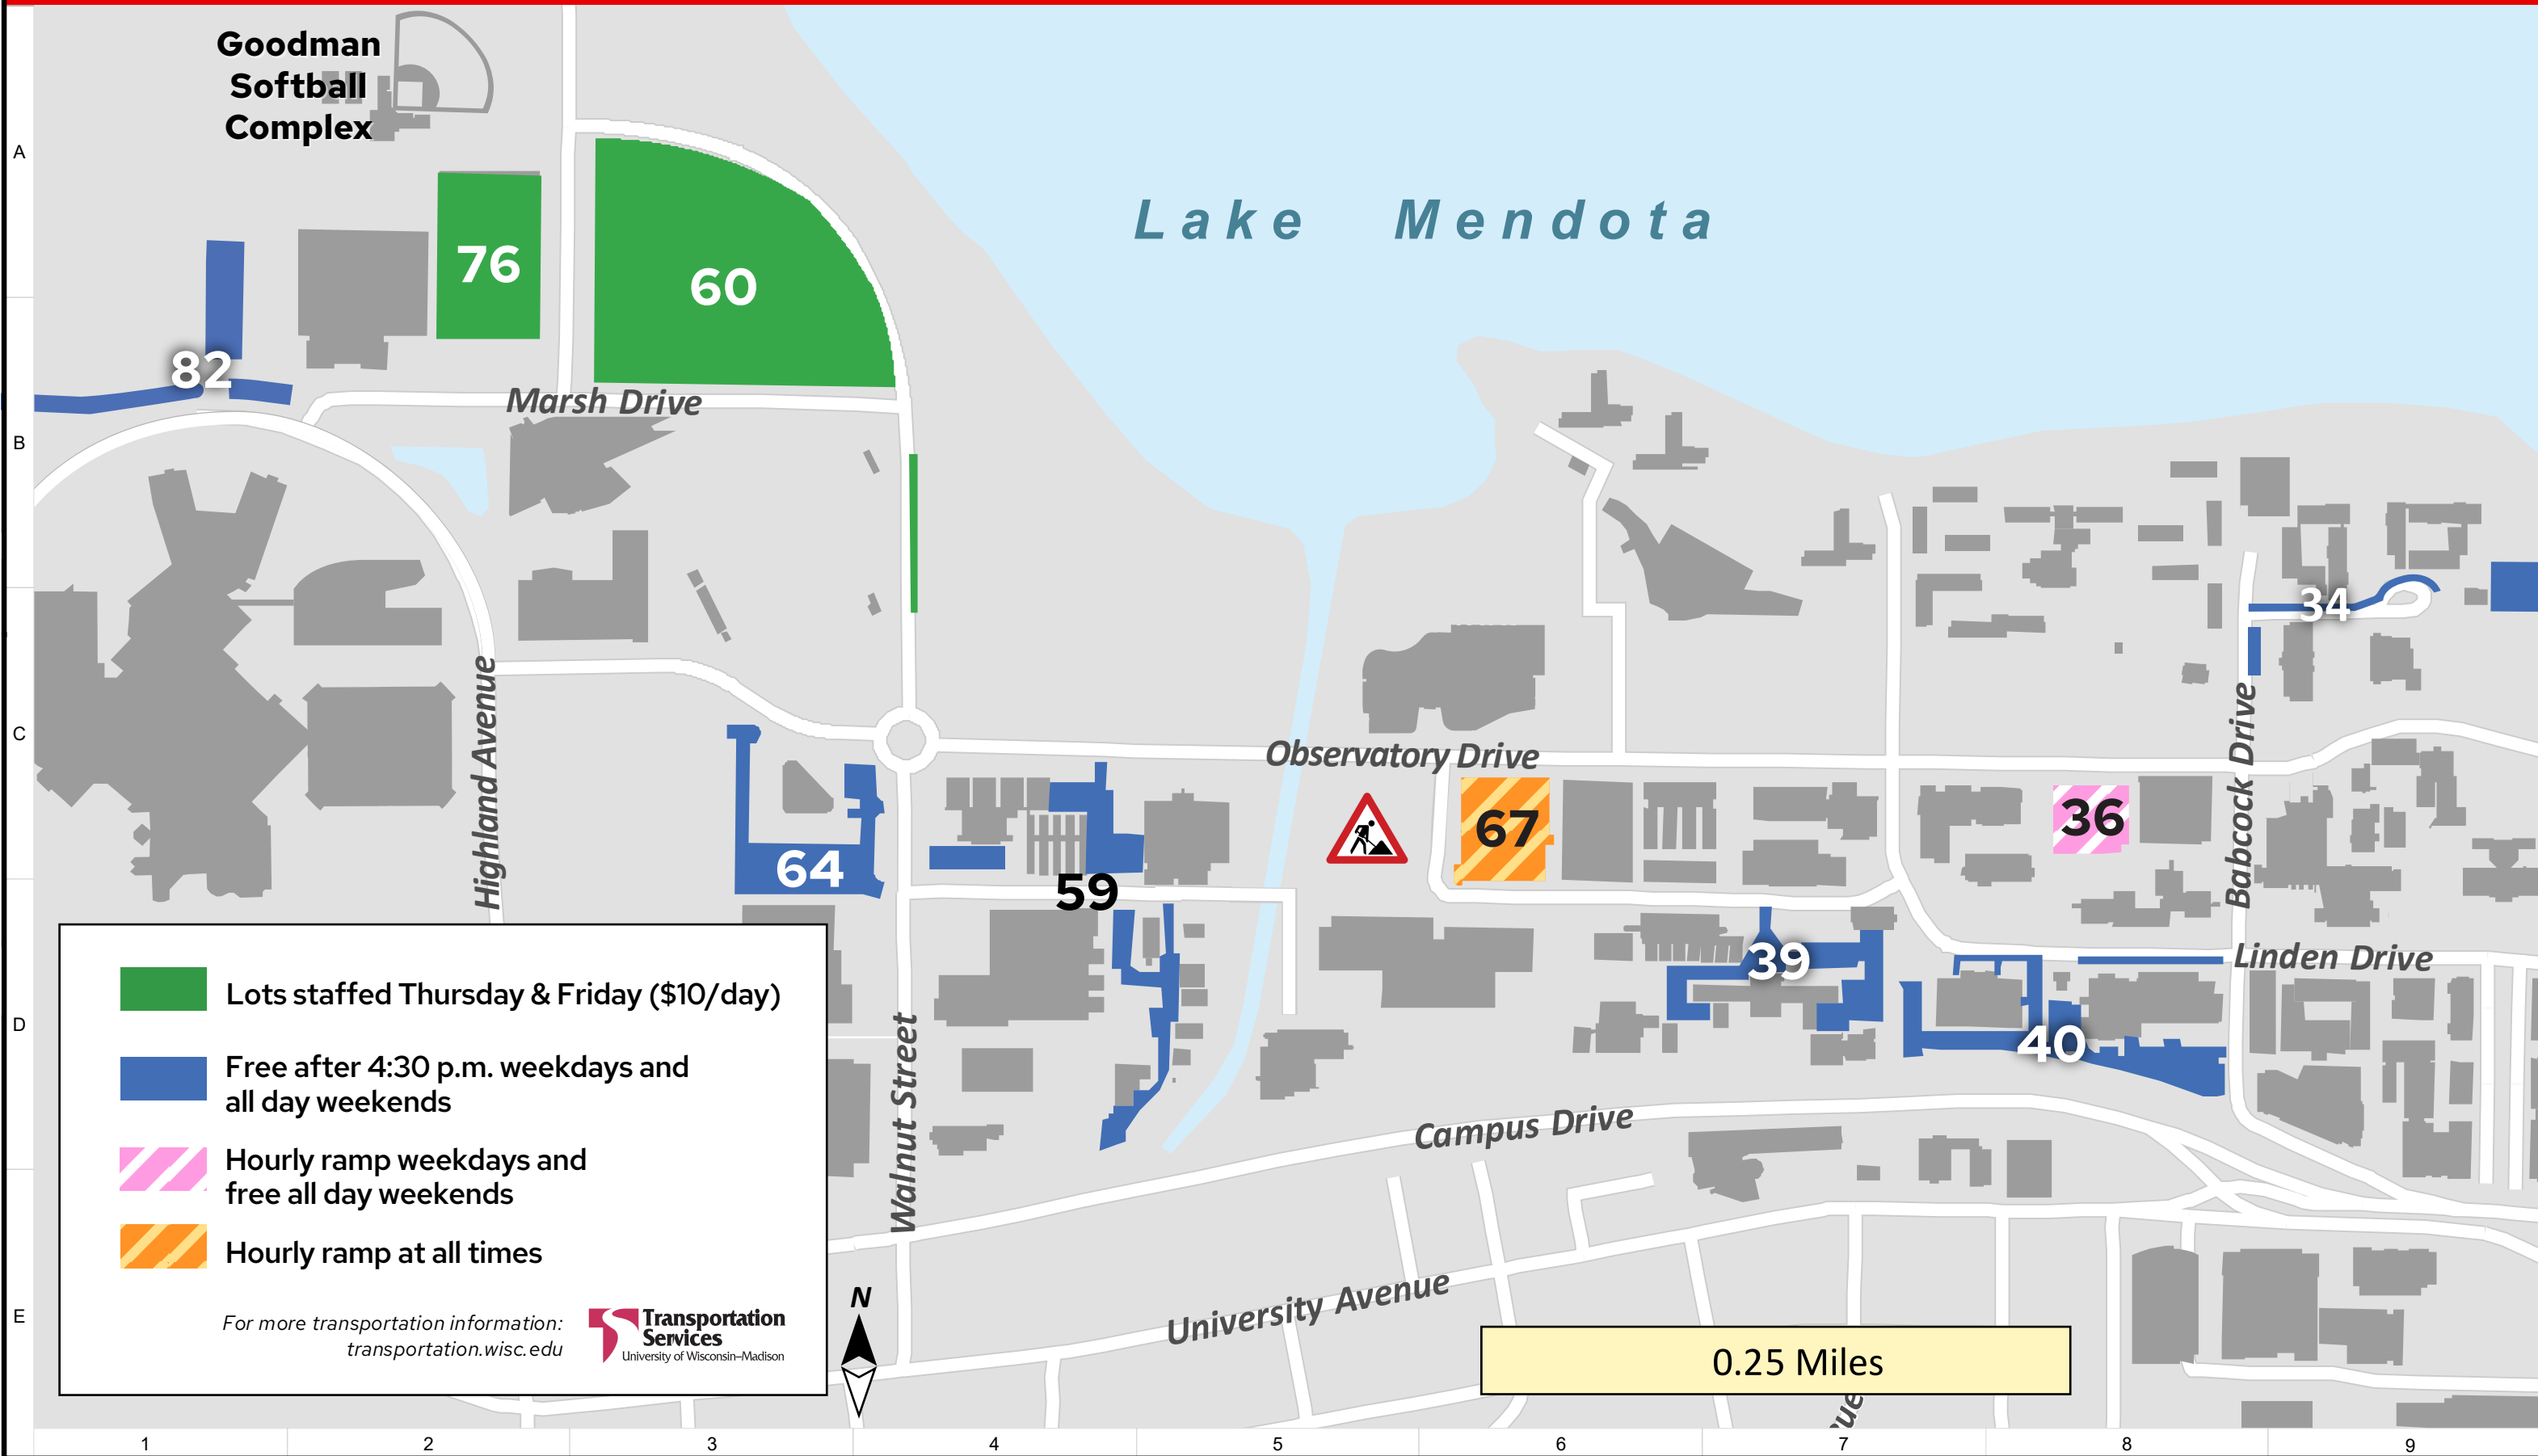 Goodman
Softball
Complex
A
Lake Mendota
76
60
82
Marsh Drive
B
34
Highland Avenue
Babcock Drive
C
Observatory Drive
67
36
64
59
Linden Drive
39
D
40
Walnut Street
Campus Drive
Lots staffed Thursday & Friday ($10/day)
Free after 4:30 p.m. weekdays and
all day weekends
Hourly ramp weekdays and
free all day weekends
Hourly ramp at all times
For more transportation information:
transportation.wisc.edu
Transportation
Services
University of Wisconsin–Madison
N
E
University Avenue
0.25 Miles
ue
1 2 3 4 5 6 7 8 9